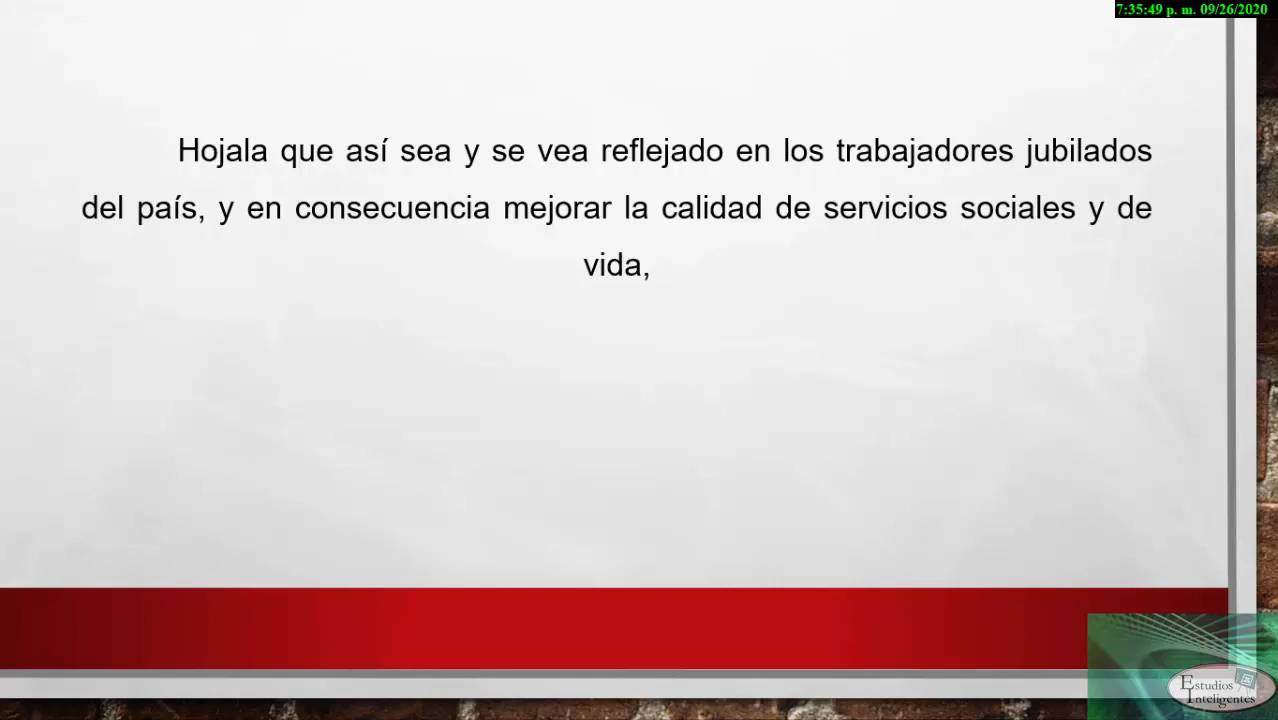 7:35:49 p. m. 09/26/2020
Hojala que así sea y se vea reflejado en los trabajadores jubilados
del país, y en consecuencia mejorar la calidad de servicios sociales y de
vida,
Estudios
Inteligentes